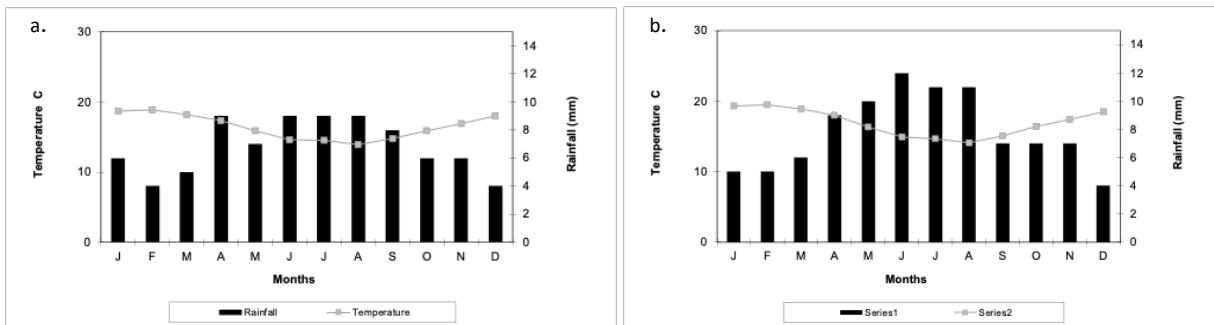 a.
30
20
10
0
Temperature C
14
12
10
8
6
4
2
0
Rainfall (mm)
J F M A M J J A S O N D
Months
Rainfall Temperature
b.
30
20
10
0
Temperature C
14
12
10
8
6
4
2
0
Rainfall (mm)
J F M A M J J A S O N D
Months
Series1 Series2